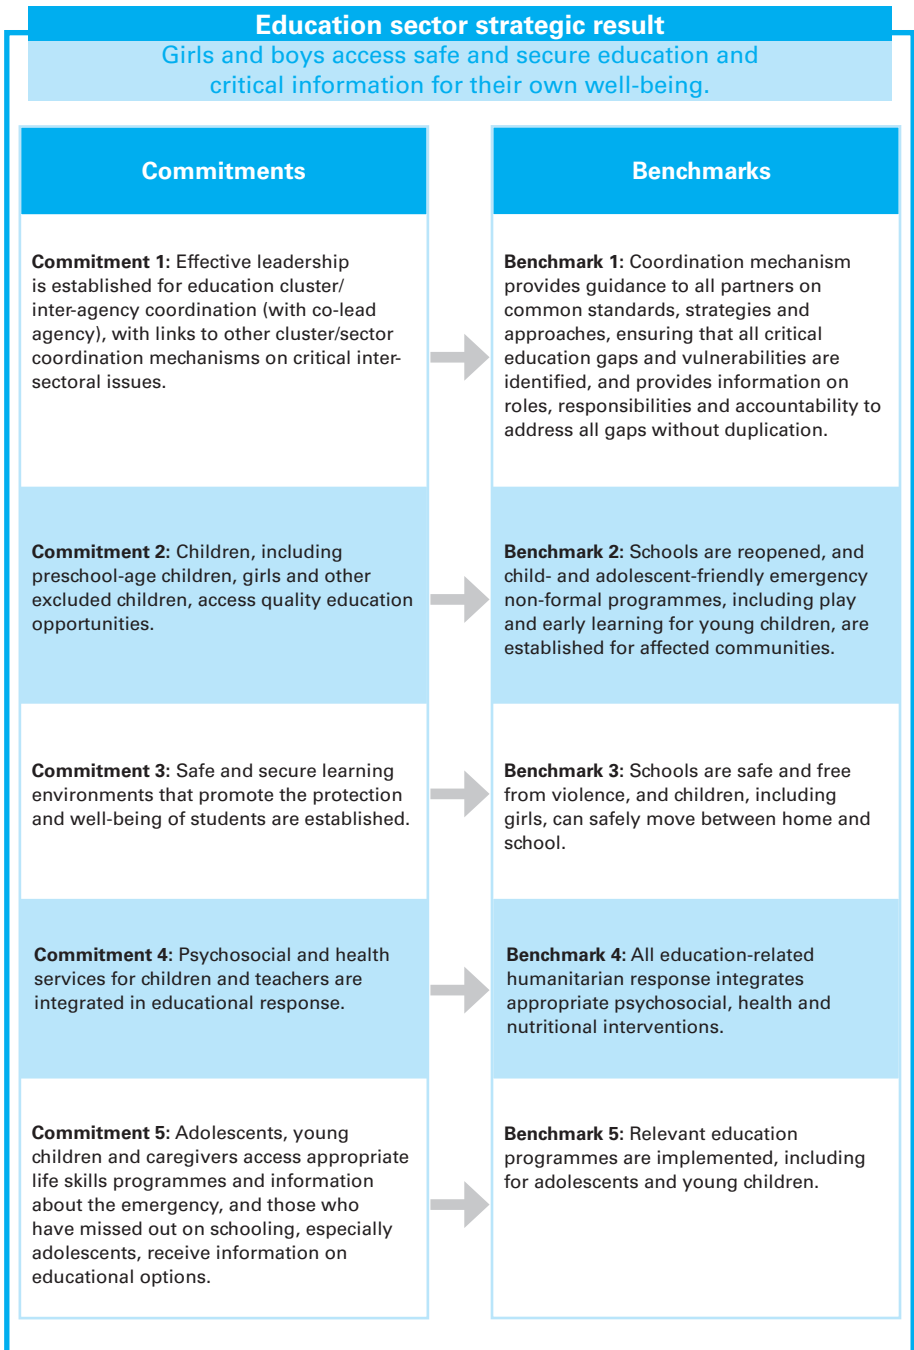 Education sector strategic result
Girls and boys access safe and secure education and
critical information for their own well-being.
Commitments
Benchmarks
Commitment 1: Effective leadership
is established for education cluster/
inter-agency coordination (with co-lead
agency), with links to other cluster/sector
coordination mechanisms on critical inter-
sectoral issues.
Benchmark 1: Coordination mechanism
provides guidance to all partners on
common standards, strategies and
approaches, ensuring that all critical
education gaps and vulnerabilities are
identified, and provides information on
roles, responsibilities and accountability to
address all gaps without duplication.
Commitment 2: Children, including
preschool-age children, girls and other
excluded children, access quality education
opportunities.
Benchmark 2: Schools are reopened, and
child- and adolescent-friendly emergency
non-formal programmes, including play
and early learning for young children, are
established for affected communities.
Commitment 3: Safe and secure learning
environments that promote the protection
and well-being of students are established.
Benchmark 3: Schools are safe and free
from violence, and children, including
girls, can safely move between home and
school.
Commitment 4: Psychosocial and health
services for children and teachers are
integrated in educational response.
Benchmark 4: All education-related
humanitarian response integrates
appropriate psychosocial, health and
nutritional interventions.
Commitment 5: Adolescents, young
children and caregivers access appropriate
life skills programmes and information
about the emergency, and those who
have missed out on schooling, especially
adolescents, receive information on
educational options.
Benchmark 5: Relevant education
programmes are implemented, including
for adolescents and young children.